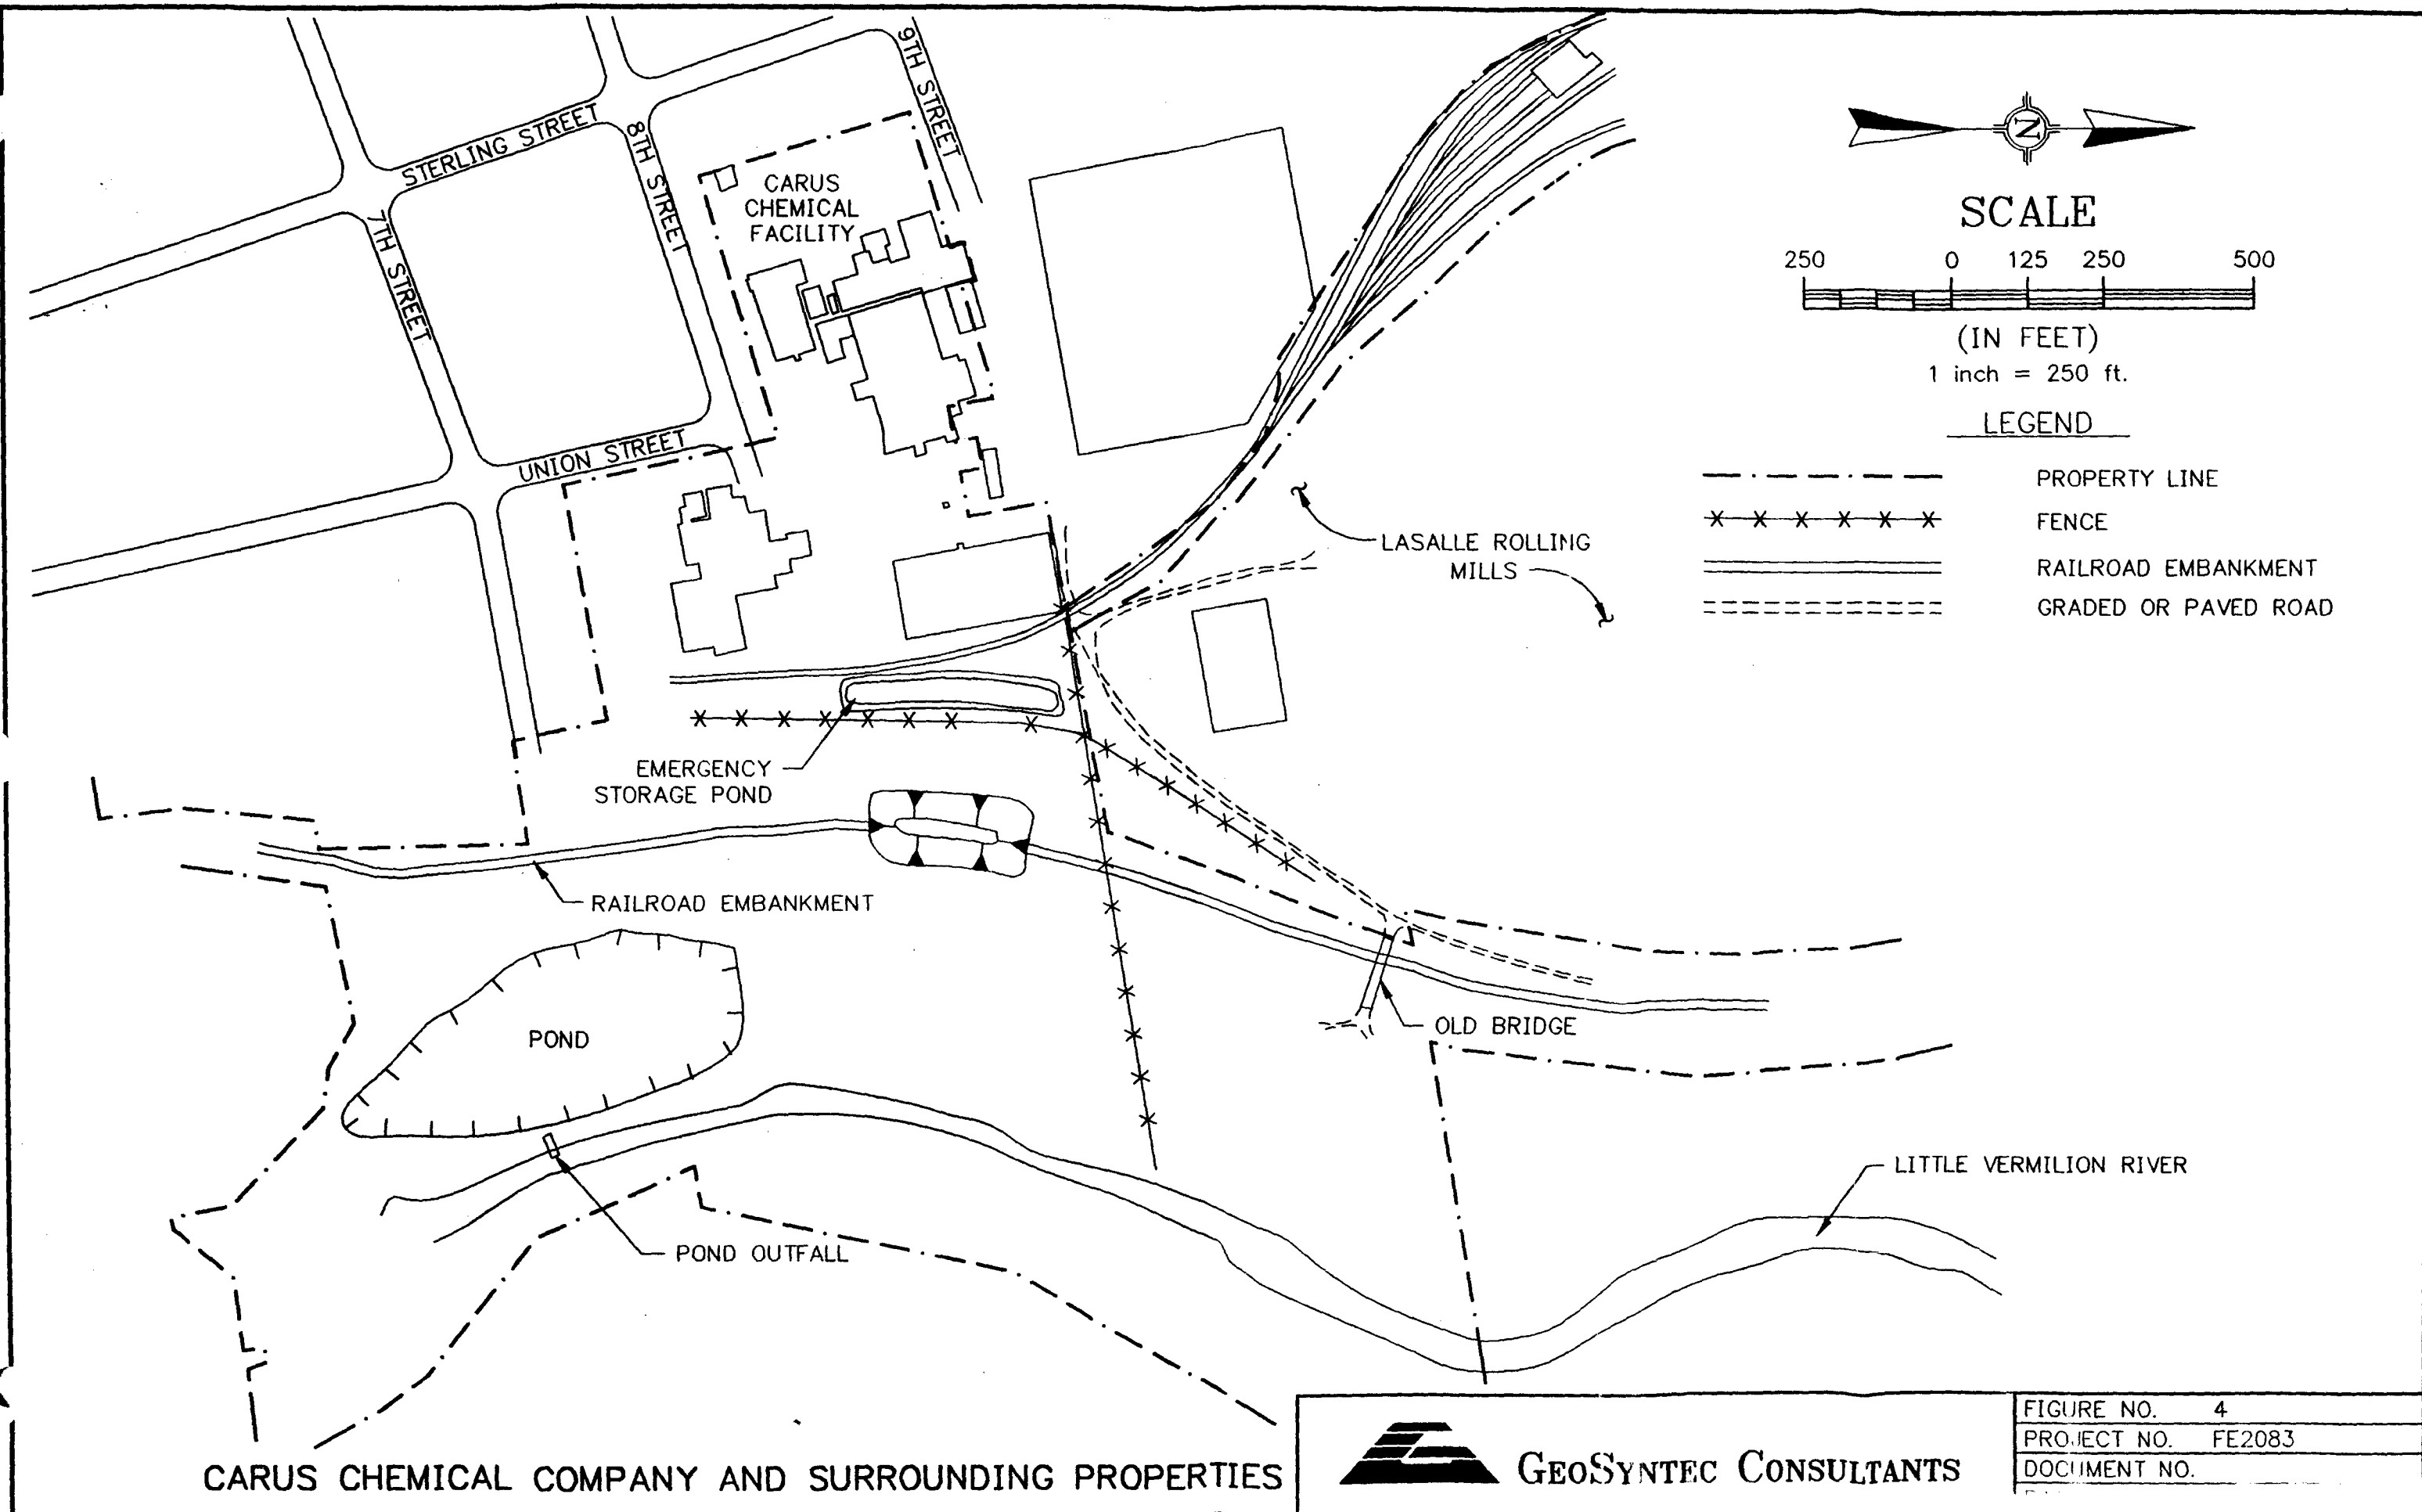 9TH STREET
STERLING STREET
8TH STREET
7TH STREET
UNION STREET
CARUS
CHEMICAL
FACILITY
N
SCALE
250 0 125 250 500
(IN FEET)
1 inch = 250 ft.
LEGEND
PROPERTY LINE
FENCE
RAILROAD EMBANKMENT
GRADED OR PAVED ROAD
LASALLE ROLLING
MILLS
EMERGENCY
STORAGE POND
RAILROAD EMBANKMENT
POND
OLD BRIDGE
LITTLE VERMILION RIVER
POND OUTFALL
CARUS CHEMICAL COMPANY AND SURROUNDING PROPERTIES
GEOSYNTEC CONSULTANTS
FIGURE NO. 4
PROJECT NO. FE2083
DOCUMENT NO.